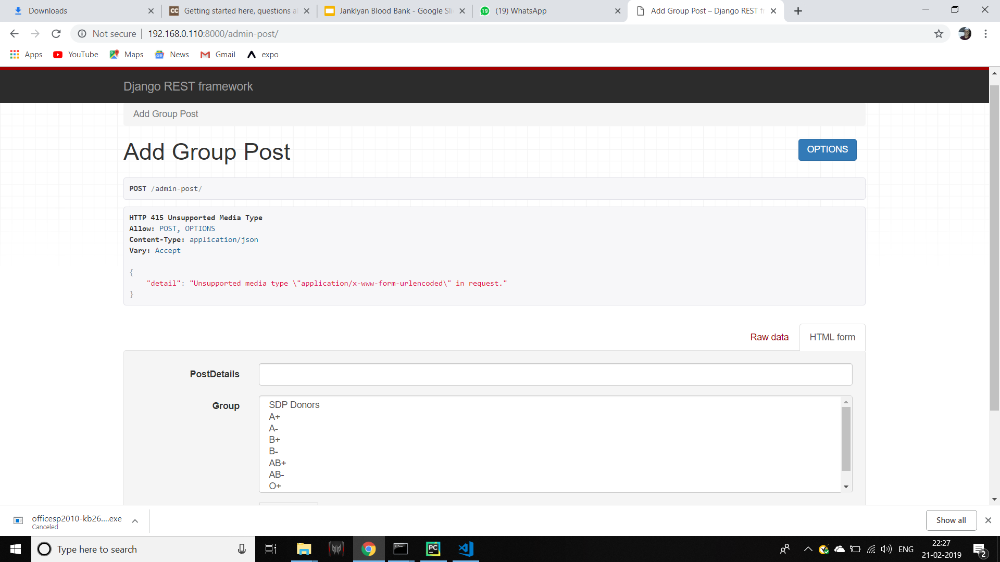 Downloads
CC Getting started here, questions a
Janklyan Blood Bank - Google Sli
19 (19) WhatsApp
Add Group Post – Django REST f
Not secure 192.168.0.110:8000/admin-post/
Apps
YouTube
Maps
News
Gmail
expo
Django REST framework
Add Group Post
Add Group Post
OPTIONS
POST /admin-post/
HTTP 415 Unsupported Media Type
Allow: POST, OPTIONS
Content-Type: application/json
Vary: Accept
{
"detail": "Unsupported media type \"application/x-www-form-urlencoded\" in request."
}
Raw data
HTML form
PostDetails
Group
SDP Donors
A+
A-
B+
B-
AB+
AB-
O+
officesp2010-kb26....exe
Canceled
Show all
Type here to search
PC
ENG
22:27
21-02-2019
2